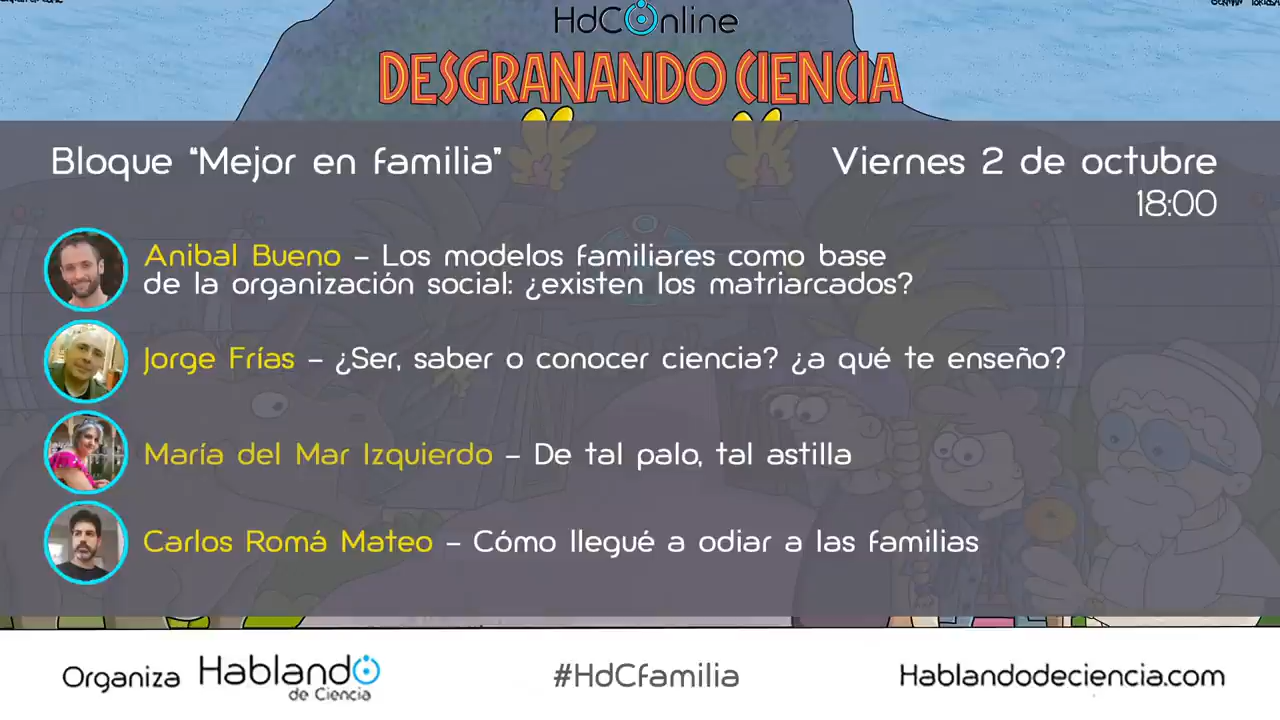 HdCOnline
DESGRANANDO CIENCIA
Bloque "Mejor en familia"
Viernes 2 de octubre
18:00
Anibal Bueno – Los modelos familiares como base
de la organización social: ¿existen los matriarcados?
Jorge Frías – ¿Ser, saber o conocer ciencia? ¿a qué te enseño?
María del Mar Izquierdo – De tal palo, tal astilla
Carlos Romá Mateo – Cómo llegué a odiar a las familias
Organiza
Hablando
de Ciencia
#HdCfamilia
Hablandodeciencia.com